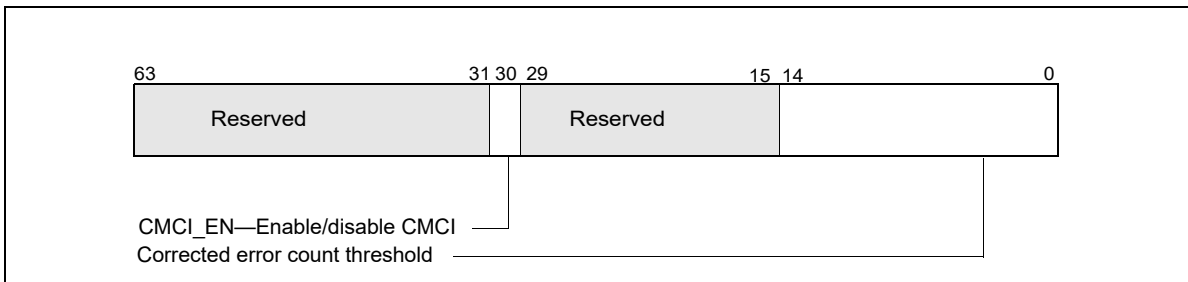 63 31 30 29 15 14 0
Reserved Reserved
CMCI_EN—Enable/disable CMCI
Corrected error count threshold